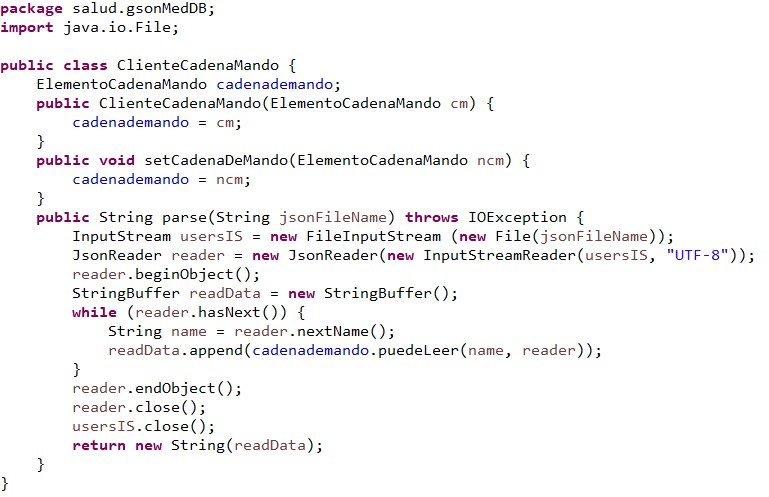 package salud.gsonMedDB;
import java.io.File;

public class ClienteCadenaMando {
    ElementoCadenaMando cadenademando;
    public ClienteCadenaMando(ElementoCadenaMando cm) {
        cadenademando = cm;
    }
    public void setCadenaDeMando(ElementoCadenaMando ncm) {
        cadenademando = ncm;
    }
    public String parse(String jsonFileName) throws IOException {
        InputStream usersIS = new FileInputStream (new File(jsonFileName));
        JsonReader reader = new JsonReader(new InputStreamReader(usersIS, "UTF-8"));
        reader.beginObject();
        StringBuffer readData = new StringBuffer();
        while (reader.hasNext()) {
            String name = reader.nextName();
            readData.append(cadenademando.puedeLeer(name, reader));
        }
        reader.endObject();
        reader.close();
        usersIS.close();
        return new String(readData);
    }
}